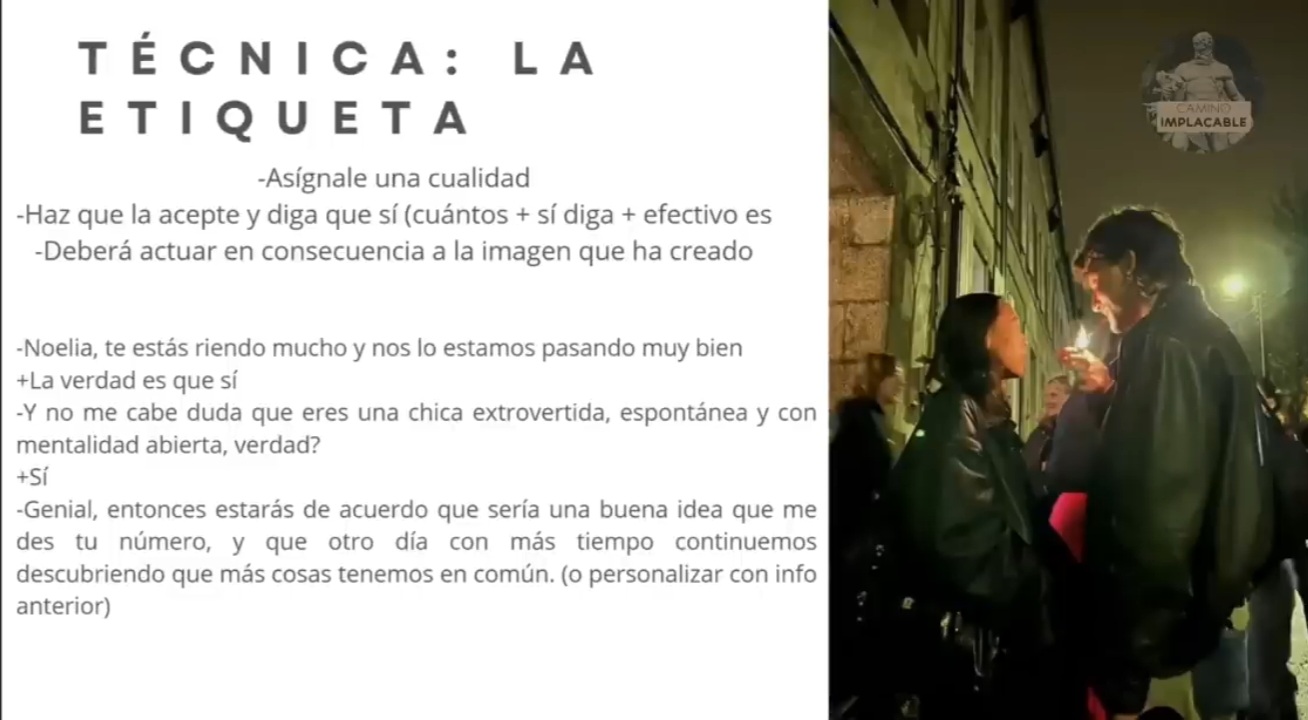 TÉCNICA: LA
ETIQUETA
-Asígnale una cualidad
-Haz que la acepte y diga que sí (cuántos + sí diga + efectivo es
-Deberá actuar en consecuencia a la imagen que ha creado
-Noelia, te estás riendo mucho y nos lo estamos pasando muy bien
+La verdad es que sí
-Y no me cabe duda que eres una chica extrovertida, espontánea y con
mentalidad abierta, verdad?
+Sí
-Genial, entonces estarás de acuerdo que sería una buena idea que me
des tu número, y que otro día con más tiempo continuemos
descubriendo que más cosas tenemos en común. (o personalizar con info
anterior)
CAMINO
IMPLACABLE